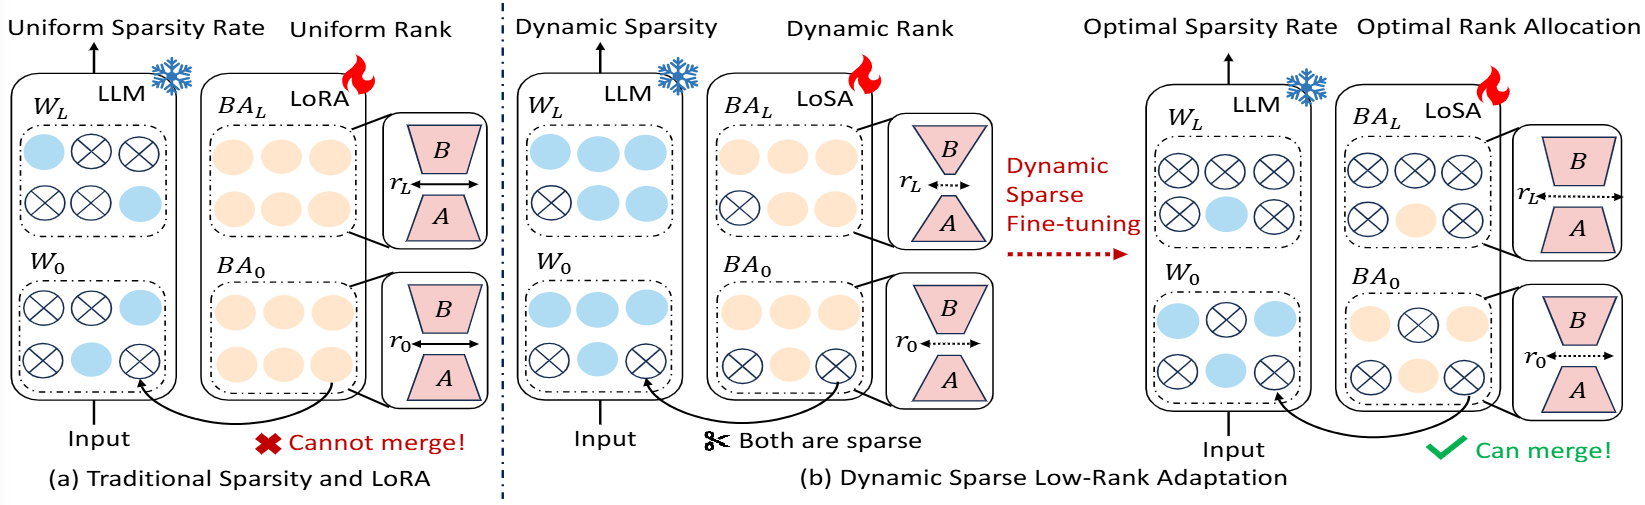 Uniform Sparsity Rate
Uniform Rank
LLM
LoRA
W_L
BA_L
B
r_L
A
W_0
BA_0
B
r_0
A
Input
Cannot merge!
(a) Traditional Sparsity and LoRA
Dynamic Sparsity
Dynamic Rank
LLM
LoSA
W_L
BA_L
B
r_L
A
W_0
BA_0
B
r_0
A
Input
Both are sparse
Dynamic
Sparse
Fine-tuning
Optimal Sparsity Rate
Optimal Rank Allocation
LLM
LoSA
W_L
BA_L
B
r_L
A
W_0
BA_0
B
r_0
A
Input
Can merge!
(b) Dynamic Sparse Low-Rank Adaptation